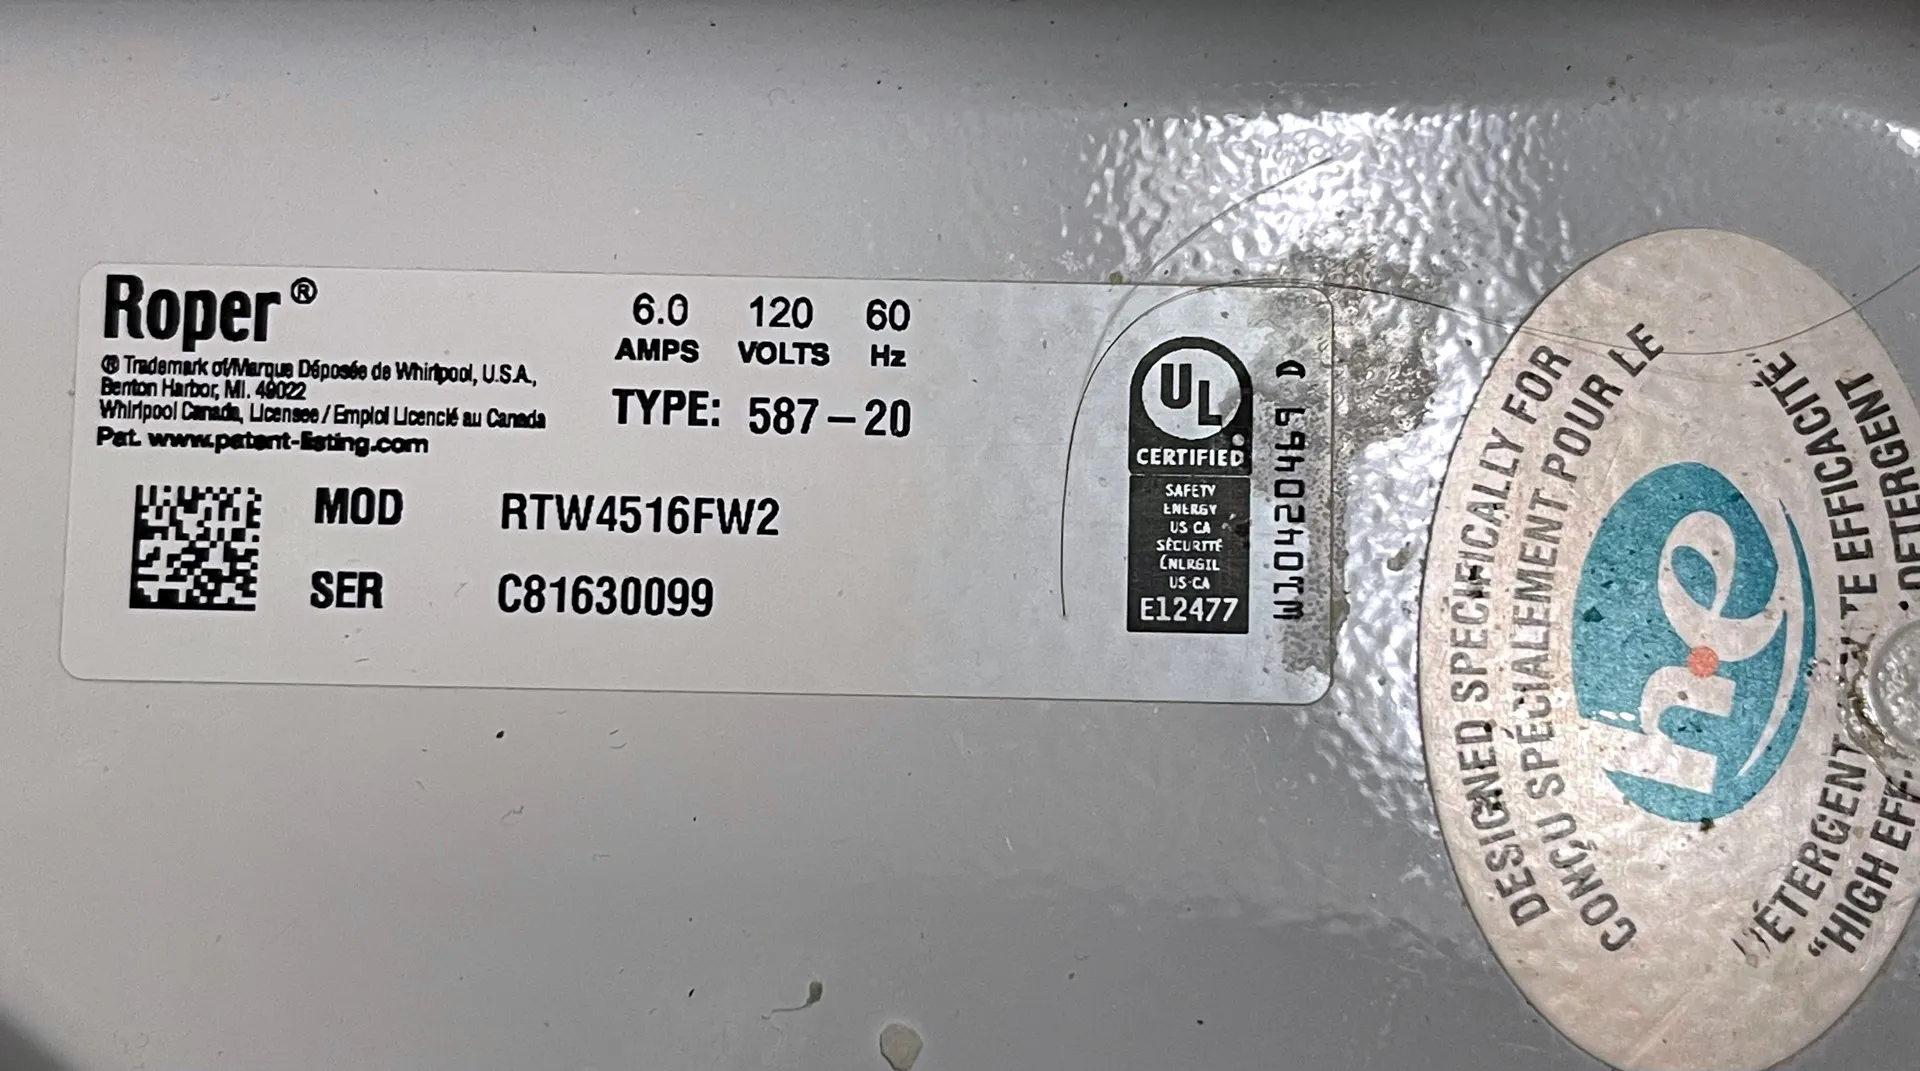 Roper®
® Trademark of/Marque Déposée de Whirlpool, U.S.A.,
Benton Harbor, MI. 49022
Whirlpool Canada, Licensee / Emploi Licencié au Canada
Pat. www.patent-listing.com
6.0 120 60
AMPS VOLTS Hz
TYPE: 587-20
MOD RTW4516FW2
SER C81630099
UL
CERTIFIED
SAFETY
ENERGY
US CA
SÉCURITÉ
ÉNERGIE
US-CA
E12477
W10420469 D
DESIGNED SPECIFICALLY FOR
CONÇU SPÉCIALEMENT POUR LE
he
DÉTERGENT EFFICACITÉ"
"HIGH DETERGENT